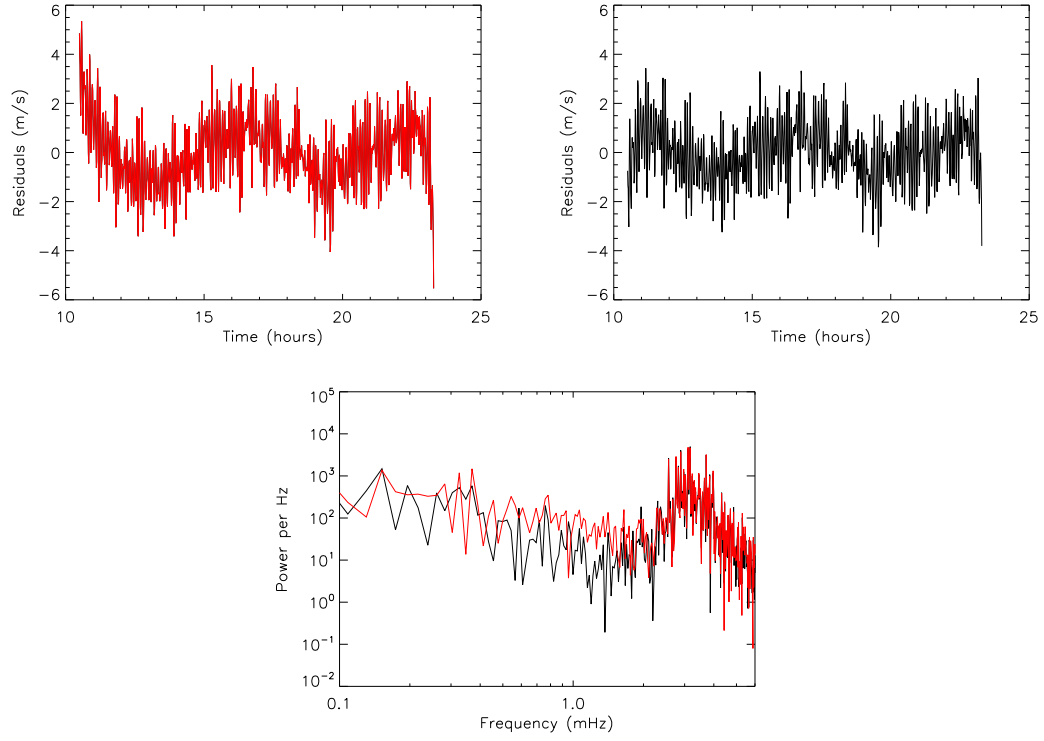 6
4
2
0
−2
−4
−6
Residuals (m/s)
10 15 20 25
Time (hours)
6
4
2
0
−2
−4
−6
Residuals (m/s)
10 15 20 25
Time (hours)
10^5
10^4
10^3
10^2
10^1
10^0
10^−1
10^−2
Power per Hz
0.1 1.0
Frequency (mHz)